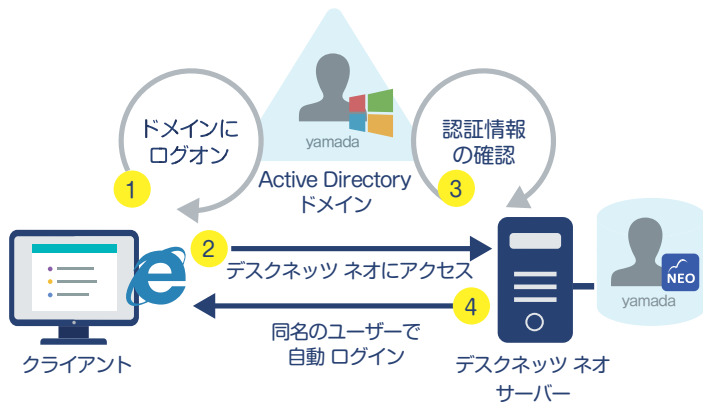 ドメインに
ログオン
yamada
認証情報
の確認
1
Active Directory
ドメイン
3
2
デスクネッツ ネオにアクセス
NEO
yamada
4
同名のユーザーで
自動 ログイン
クライアント
デスクネッツ ネオ
サーバー